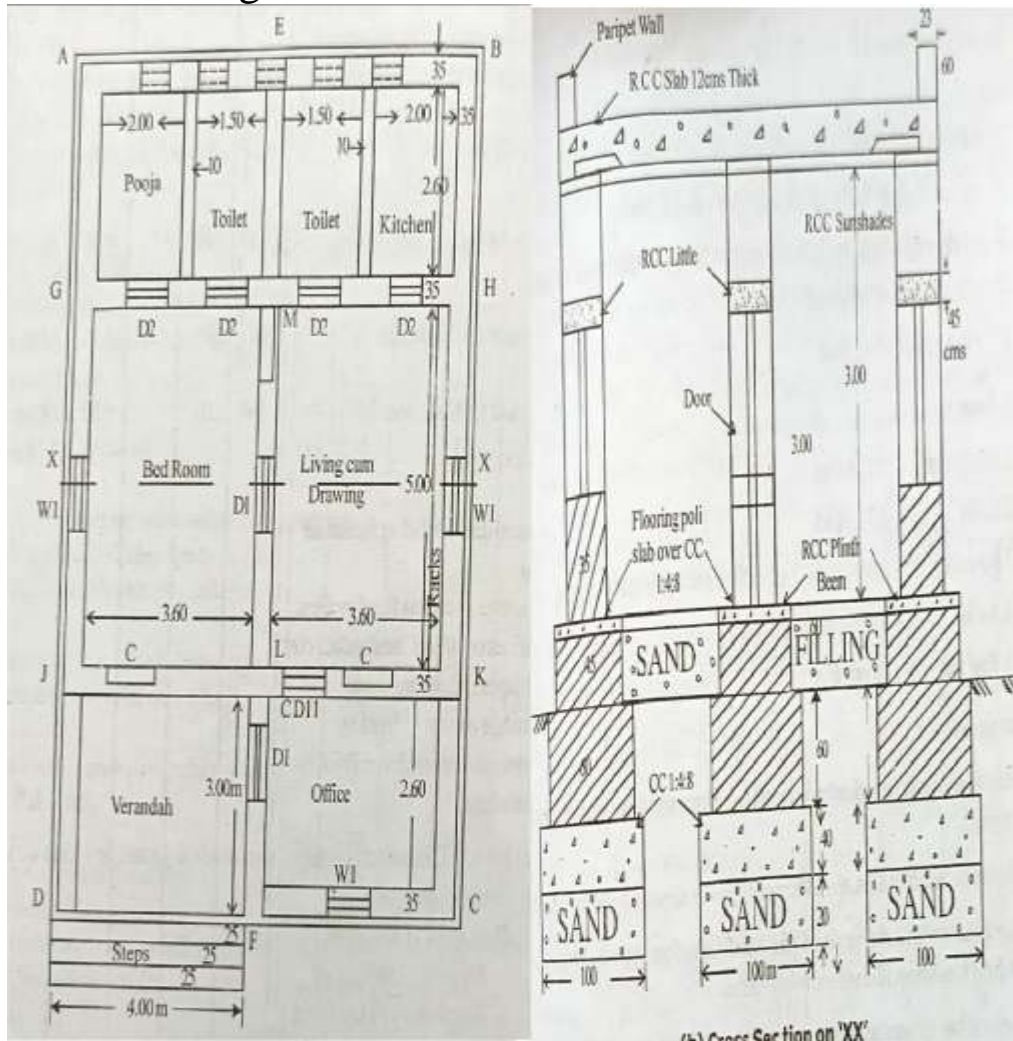 E
A
B
35
2.00
1.50
1.50
2.00
35
10
10
Pooja
2.60
Toilet
Toilet
Kitchen
G
35
H
D2
D2
M
D2
D2
X
Bed Room
Living cum
Drawing
X
W1
D1
5.00
W1
Racks
3.60
3.60
J
C
L
C
35
K
CD11
D1
3.00m
Verandah
Office
2.60
W1
D
35
C
25
F
Steps
25
25
4.00m
23
Paripet Wall
60
R C C Slab 12cms Thick
RCC Sunshades
RCC Little
45
cms
3.00
Door
3.00
Flooring poli
slab over CC
1:4:8
RCC Plinth
Been
35
45
SAND
60
FILLING
60
60
CC 1:4:8
40
SAND
SAND
SAND
20
100
100m
100
(b) Cross Section on 'XX'